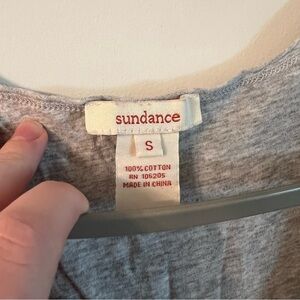 sundance
S
100% COTTON
RN 106205
MADE IN CHINA